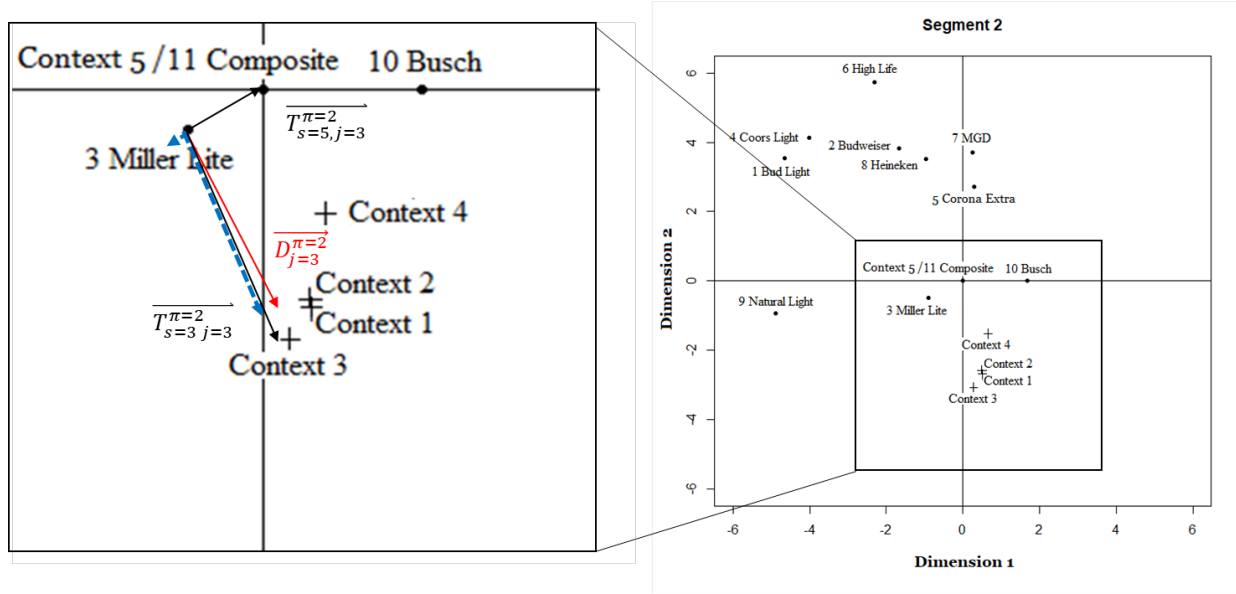 Context 5 /11 Composite 10 Busch
T^{π=2}_{s=5, j=3}
3 Miller Lite
Context 4
D^{π=2}_{j=3}
Context 2
T^{π=2}_{s=3 j=3}
Context 1
Context 3
Segment 2
6 High Life
4 Coors Light
2 Budweiser
7 MGD
8 Heineken
1 Bud Light
5 Corona Extra
Context 5 /11 Composite 10 Busch
9 Natural Light
3 Miller Lite
Context 4
Context 2
Context 1
Context 3
6
4
2
0
-2
-4
-6
Dimension 2
-6 -4 -2 0 2 4 6
Dimension 1